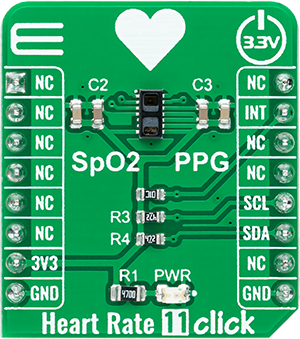 3.3V
C2 C3
NC NC
NC INT
NC NC
NC NC
NC SCL
NC SDA
3V3 NC
GND GND
SpO2 PPG
R3
R4
R1 PWR
4700
Heart Rate 11 click